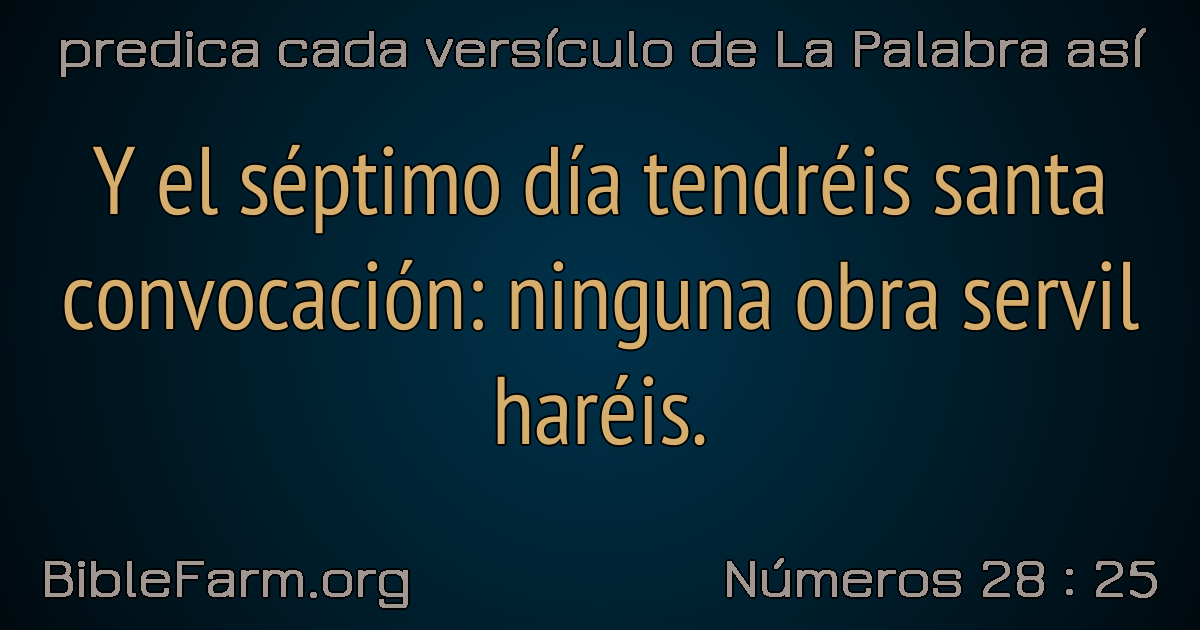 predica cada versículo de La Palabra así
Y el séptimo día tendréis santa
convocación: ninguna obra servil
haréis.
BibleFarm.org
Números 28 : 25